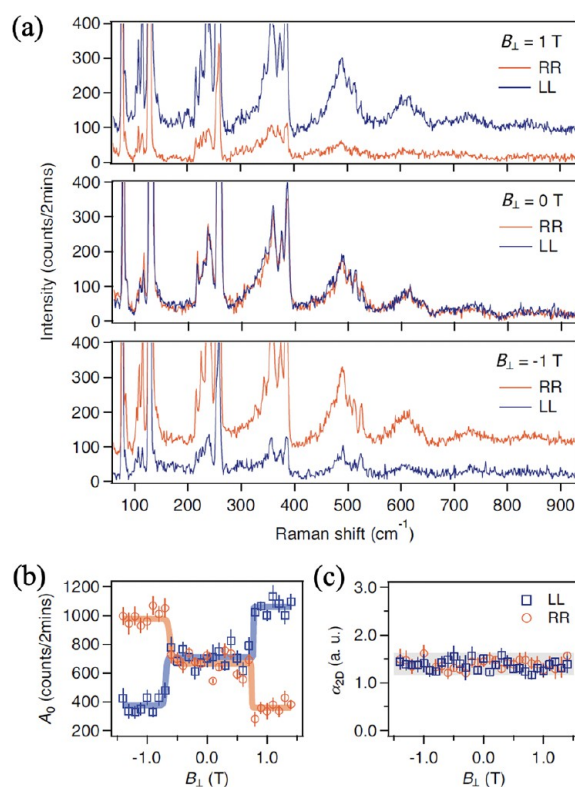 (a)
400
300
200
100
0
B⊥ = 1 T
RR
LL
400
300
200
100
0
B⊥ = 0 T
RR
LL
400
300
200
100
0
B⊥ = -1 T
RR
LL
Intensity (counts/2mins)
100 200 300 400 500 600 700 800 900
Raman shift (cm⁻¹)
(b)
1200
1000
800
600
400
200
A₀ (counts/2mins)
-1.0 0.0 1.0
B⊥ (T)
(c)
3.0
2.0
1.0
0.0
α2D (a. u.)
LL
RR
-1.0 0.0 1.0
B⊥ (T)